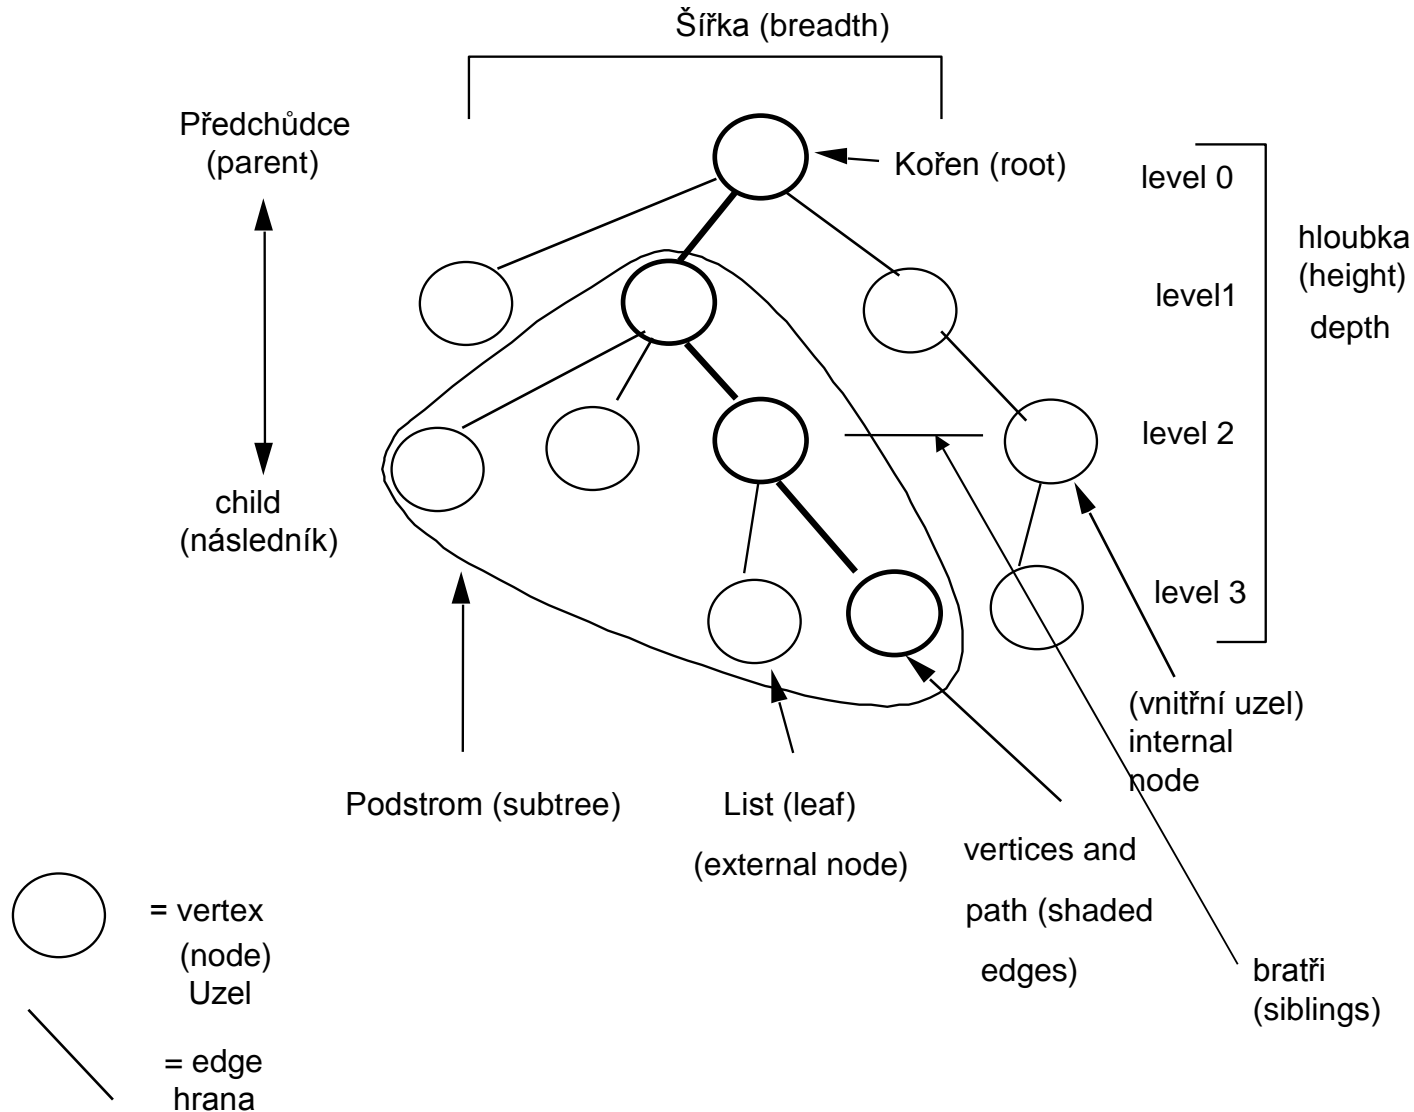 Šířka (breadth)
Předchůdce
(parent)
Kořen (root)
level 0
hloubka
(height)
depth
level1
level 2
child
(následník)
level 3
(vnitřní uzel)
internal
node
Podstrom (subtree)
List (leaf)
(external node)
vertices and
path (shaded
edges)
= vertex
(node)
Uzel
bratři
(siblings)
= edge
hrana